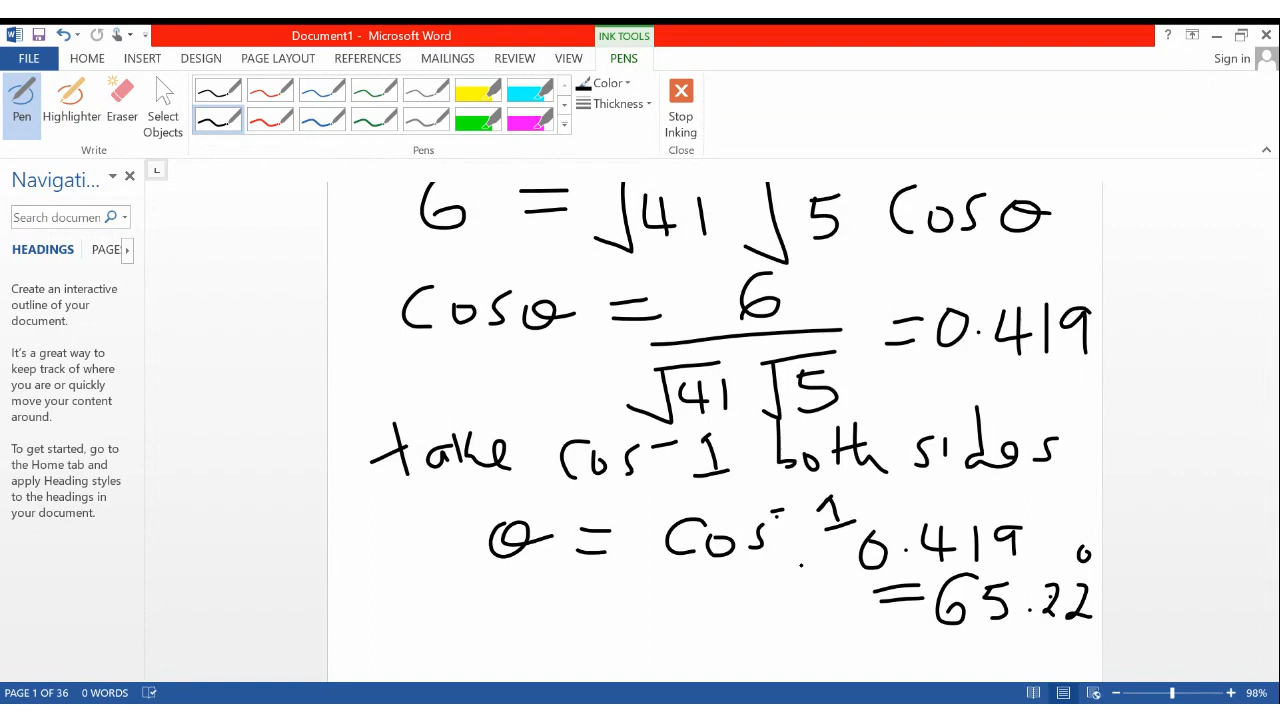 Document1 - Microsoft Word
INK TOOLS
?
FILE HOME INSERT DESIGN PAGE LAYOUT REFERENCES MAILINGS REVIEW VIEW PENS Sign in
Pen Highlighter Eraser Select Objects
Color
Thickness
Stop Inking
Write Pens Close
Navigati...
Search documen
HEADINGS PAGE
Create an interactive
outline of your
document.
It's a great way to
keep track of where
you are or quickly
move your content
around.
To get started, go to
the Home tab and
apply Heading styles
to the headings in
your document.
6 = √41 √5 Cosθ
Cosθ = 6 / √41 √5 = 0.419
take cos⁻1 both sides
θ = Cos⁻¹ 0.419
= 65.22°
PAGE 1 OF 36 0 WORDS 98%